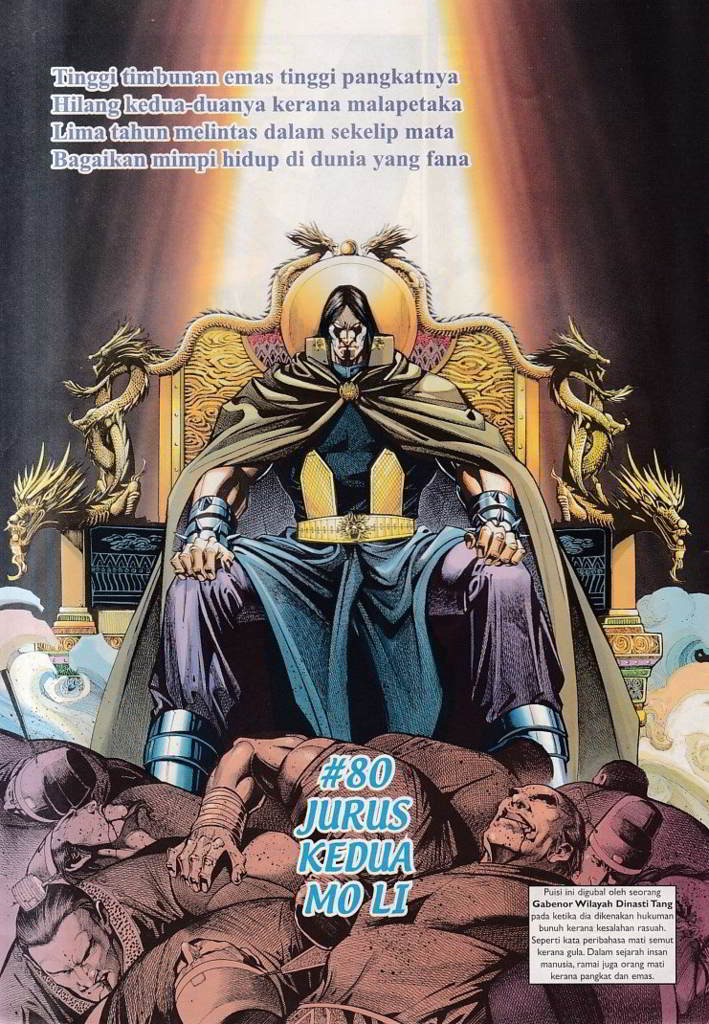 Tinggi timbunan emas tinggi pangkatnya
Hilang kedua-duanya kerana malapetaka
Lima tahun melintas dalam sekelip mata
Bagaikan mimpi hidup di dunia yang fana
#80
JURUS
KEDUA
MO LI
Puisi ini digubal oleh seorang
Gabenor Wilayah Dinasti Tang
pada ketika dia dikenakan hukuman
bunuh kerana kesalahan rasuah.
Seperti kata peribahasa mati semut
kerana gula. Dalam sejarah insan
manusia, ramai juga orang mati
kerana pangkat dan emas.